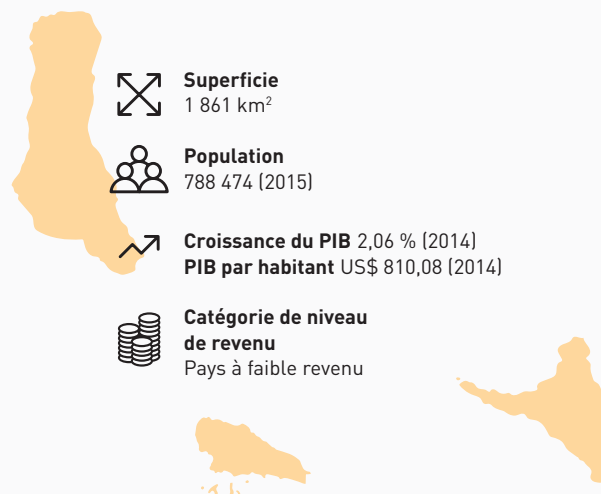 Superficie
1 861 km²
Population
788 474 (2015)
Croissance du PIB 2,06 % (2014)
PIB par habitant US$ 810,08 (2014)
Catégorie de niveau
de revenu
Pays à faible revenu